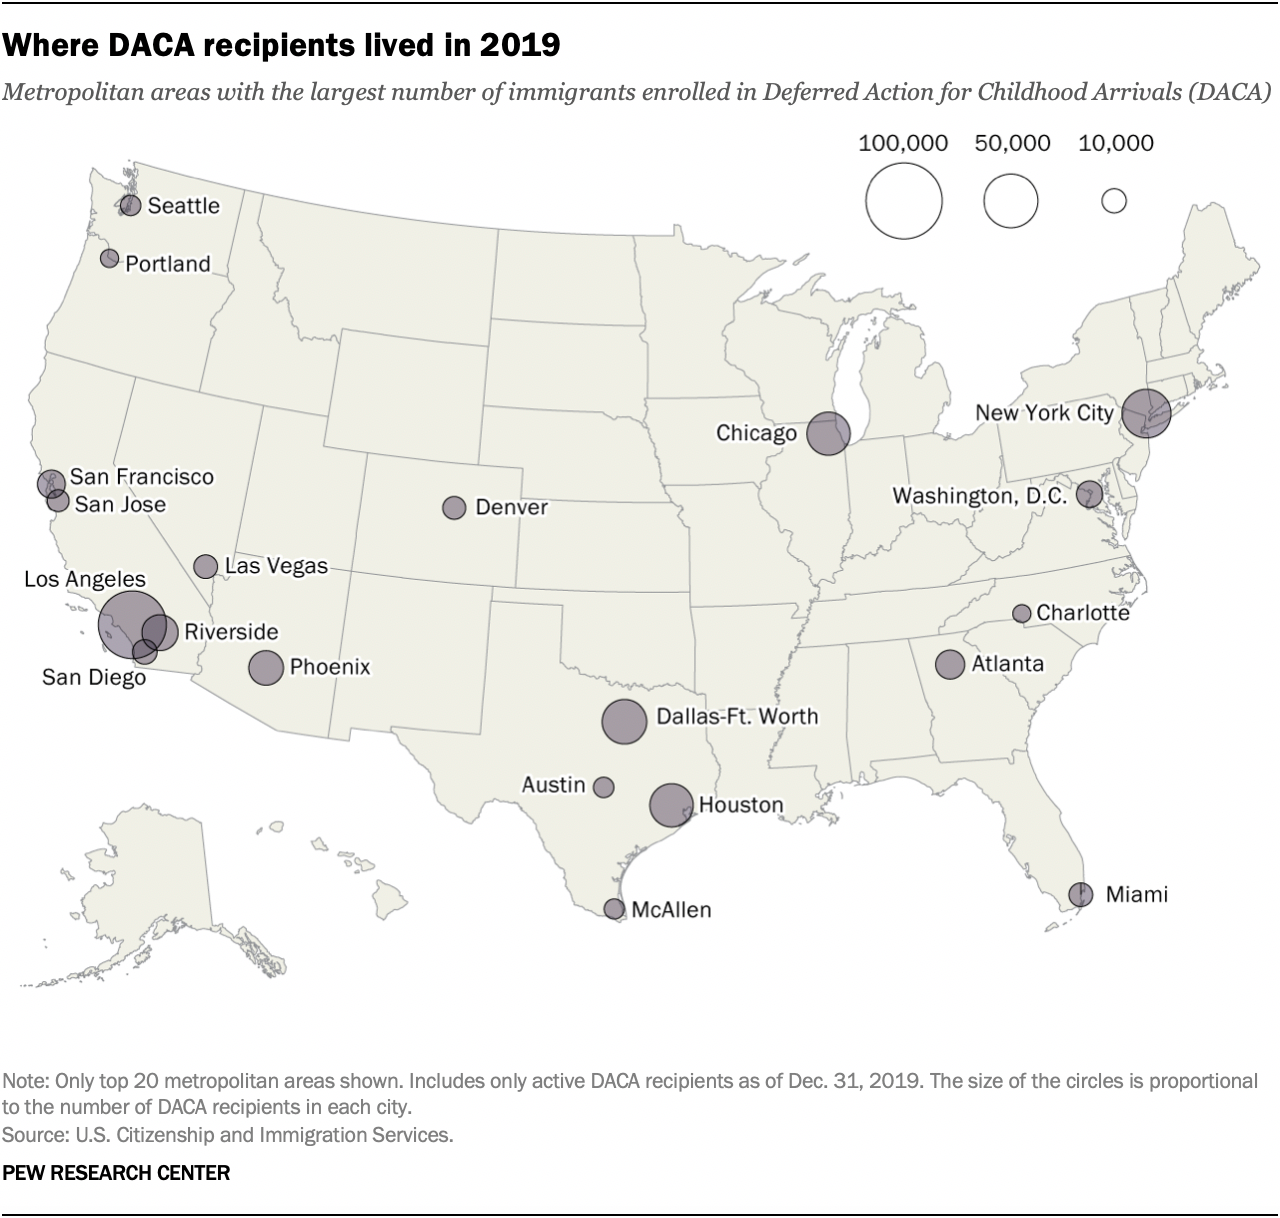 Where DACA recipients lived in 2019
Metropolitan areas with the largest number of immigrants enrolled in Deferred Action for Childhood Arrivals (DACA)
100,000 50,000 10,000
Seattle
Portland
New York City
Chicago
San Francisco
Washington, D.C.
San Jose
Denver
Las Vegas
Los Angeles
Charlotte
Riverside
Atlanta
Phoenix
San Diego
Dallas-Ft. Worth
Austin
Houston
Miami
McAllen
Note: Only top 20 metropolitan areas shown. Includes only active DACA recipients as of Dec. 31, 2019. The size of the circles is proportional
to the number of DACA recipients in each city.
Source: U.S. Citizenship and Immigration Services.
PEW RESEARCH CENTER